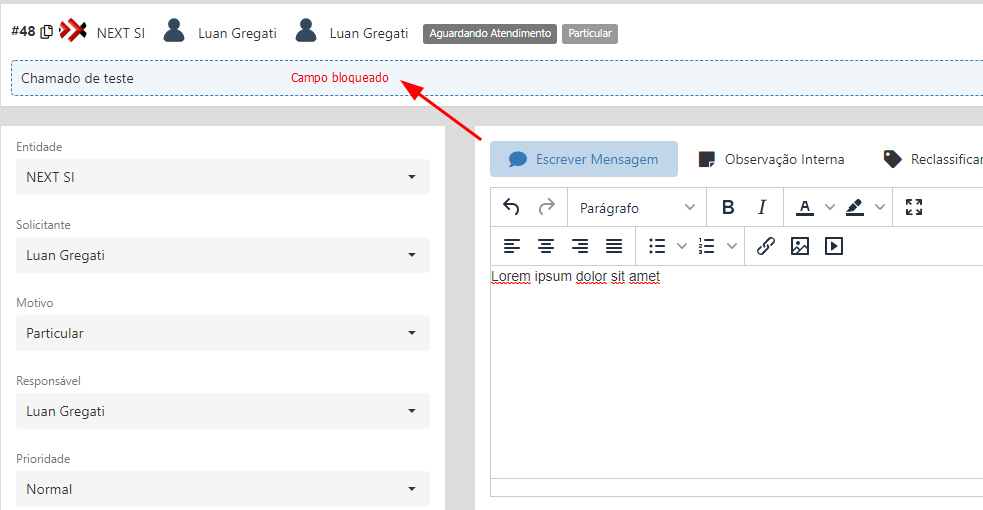 #48 NEXT SI Luan Gregati Luan Gregati Aguardando Atendimento Particular
Chamado de teste Campo bloqueado
Entidade
NEXT SI
Solicitante
Luan Gregati
Motivo
Particular
Responsável
Luan Gregati
Prioridade
Normal
Escrever Mensagem Observação Interna Reclassificar
Parágrafo B I A
Lorem ipsum dolor sit amet